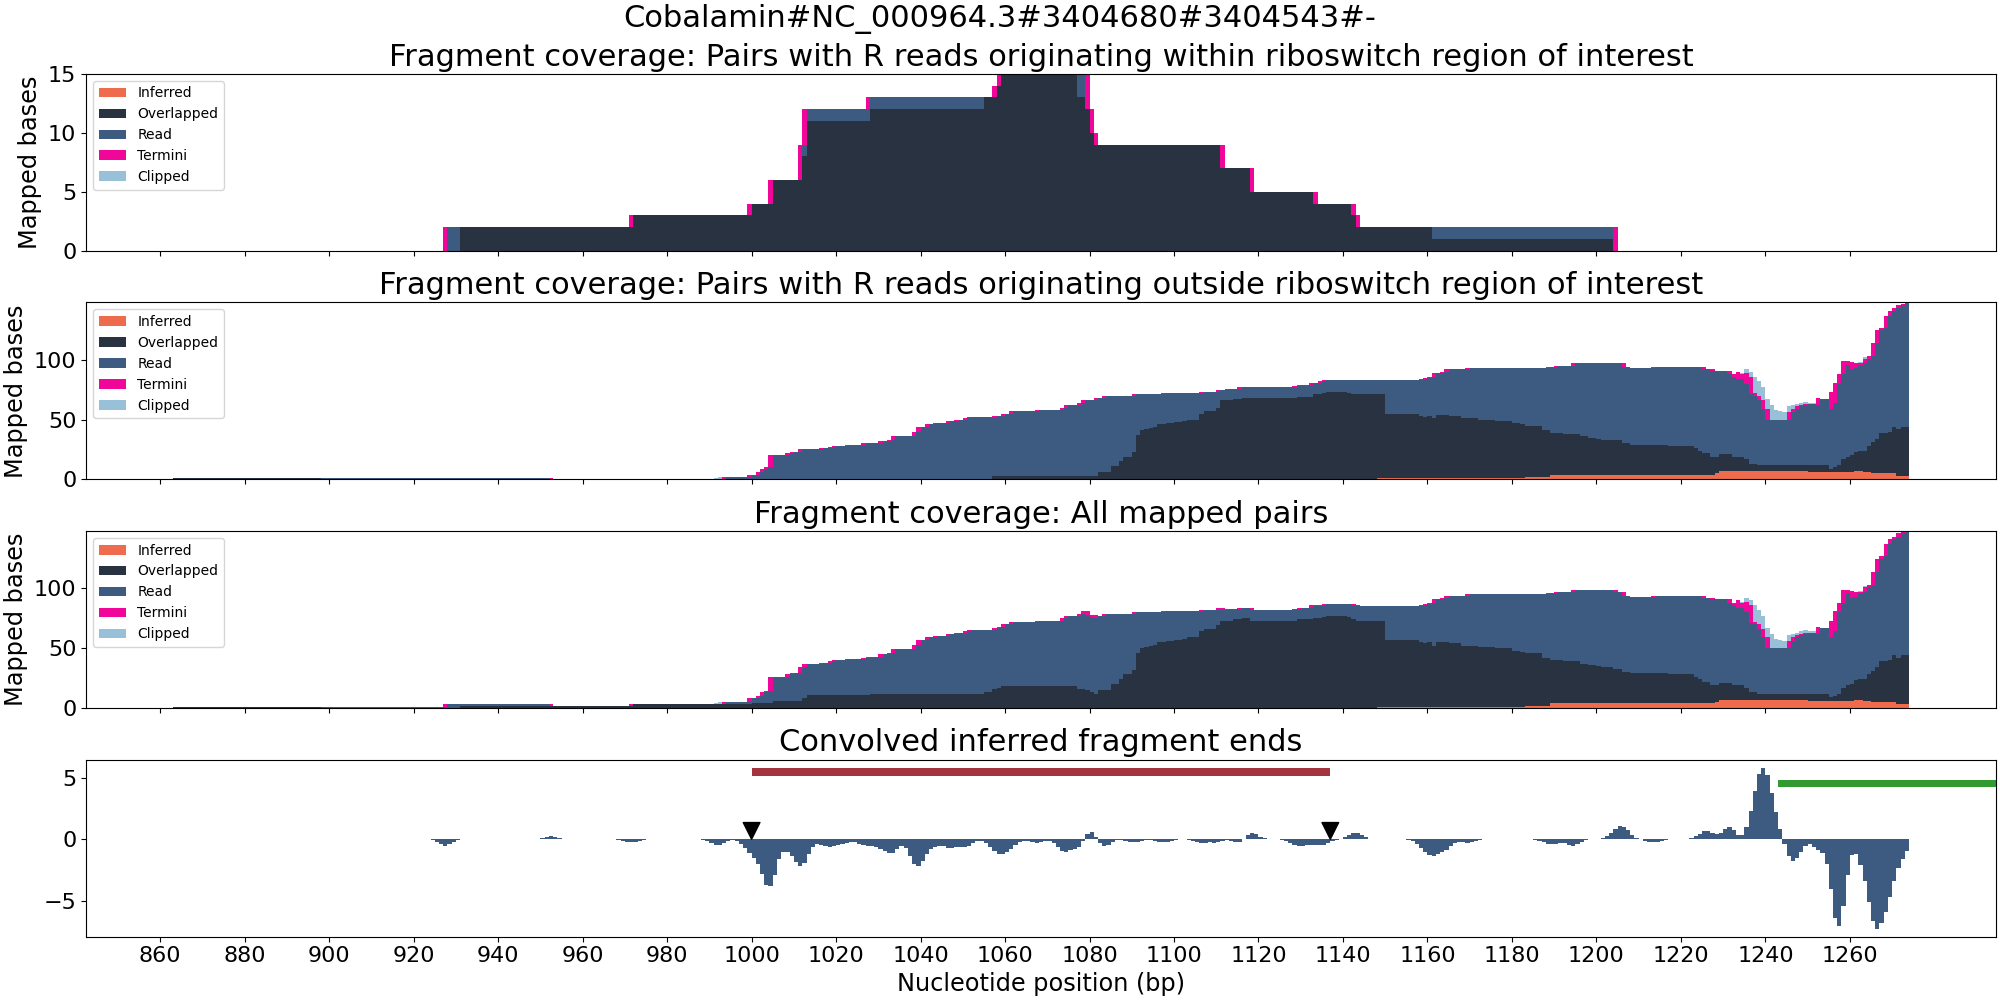 Cobalamin#NC_000964.3#3404680#3404543#-
Fragment coverage: Pairs with R reads originating within riboswitch region of interest
Mapped bases
15
10
5
0
Inferred
Overlapped
Read
Termini
Clipped
Fragment coverage: Pairs with R reads originating outside riboswitch region of interest
Mapped bases
100
50
0
Inferred
Overlapped
Read
Termini
Clipped
Fragment coverage: All mapped pairs
Mapped bases
100
50
0
Inferred
Overlapped
Read
Termini
Clipped
Convolved inferred fragment ends
5
0
−5
860 880 900 920 940 960 980 1000 1020 1040 1060 1080 1100 1120 1140 1160 1180 1200 1220 1240 1260
Nucleotide position (bp)